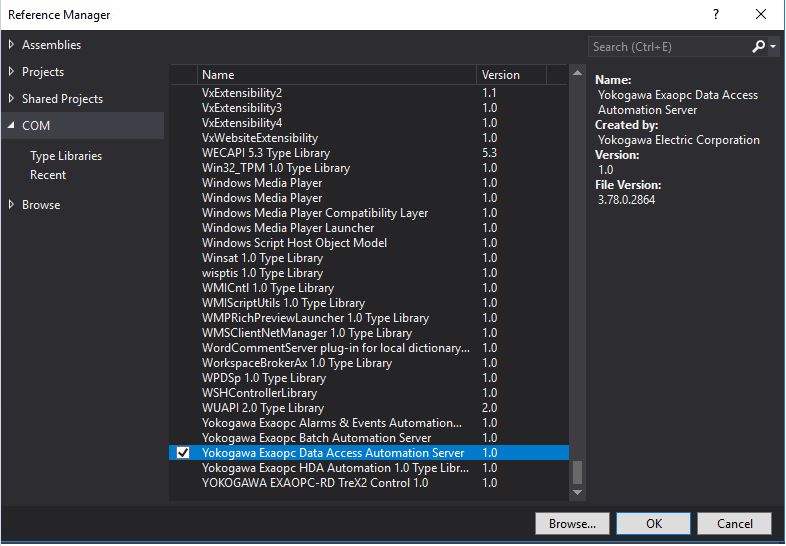 Reference Manager
? ×
Assemblies
Projects
Shared Projects
COM
Type Libraries
Recent
Browse
Search (Ctrl+E)
Name Version
VxExtensibility2 1.1
VxExtensibility3 1.0
VxExtensibility4 1.0
VxWebsiteExtensibility 1.0
WECAPI 5.3 Type Library 5.3
Win32_TPM 1.0 Type Library 1.0
Windows Media Player 1.0
Windows Media Player 1.0
Windows Media Player Compatibility Layer 1.0
Windows Media Player Launcher 1.0
Windows Script Host Object Model 1.0
Winsat 1.0 Type Library 1.0
wisptis 1.0 Type Library 1.0
WMICntl 1.0 Type Library 1.0
WMIScriptUtils 1.0 Type Library 1.0
WMPRichPreviewLauncher 1.0 Type Library 1.0
WMSClientNetManager 1.0 Type Library 1.0
WordCommentServer plug-in for local dictionary... 1.0
WorkspaceBrokerAx 1.0 Type Library 1.0
WPDSp 1.0 Type Library 1.0
WSHControllerLibrary 1.0
WUAPI 2.0 Type Library 2.0
Yokogawa Exaopc Alarms & Events Automation... 1.0
Yokogawa Exaopc Batch Automation Server 1.0
Yokogawa Exaopc Data Access Automation Server 1.0
Yokogawa Exaopc HDA Automation 1.0 Type Libr... 1.0
YOKOGAWA EXAOPC-RD TreX2 Control 1.0 1.0
Name:
Yokogawa Exaopc Data Access
Automation Server
Created by:
Yokogawa Electric Corporation
Version:
1.0
File Version:
3.78.0.2864
Browse... OK Cancel